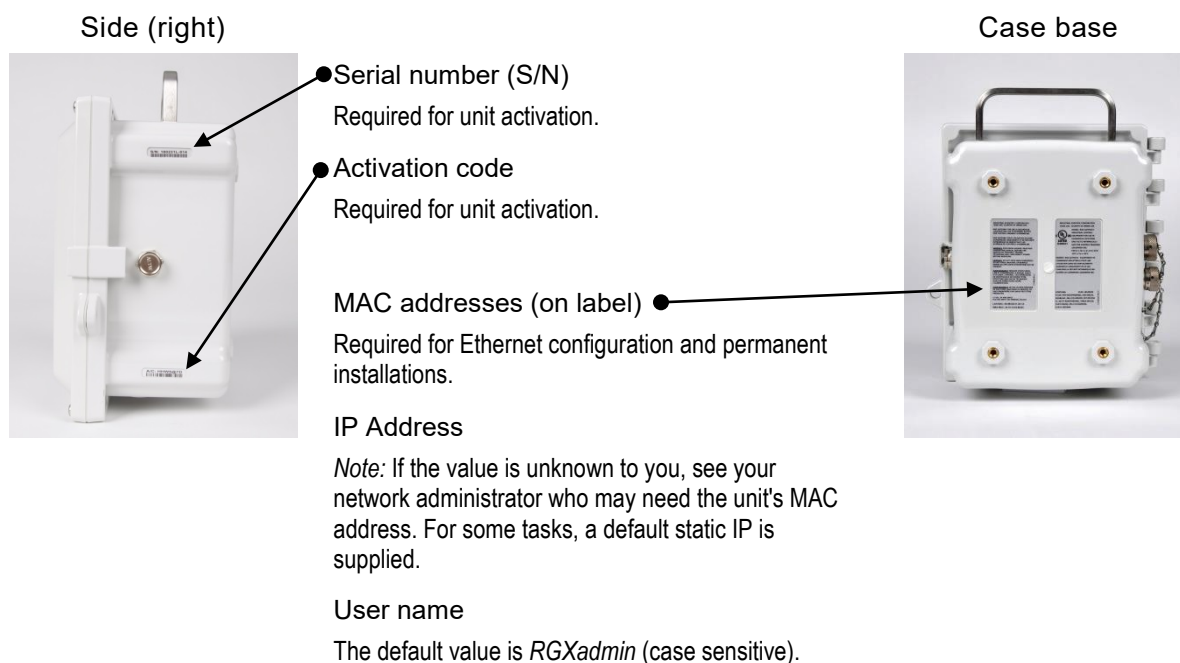 Side (right)
Case base
Serial number (S/N)
Required for unit activation.
Activation code
Required for unit activation.
MAC addresses (on label)
Required for Ethernet configuration and permanent
installations.
IP Address
Note: If the value is unknown to you, see your
network administrator who may need the unit's MAC
address. For some tasks, a default static IP is
supplied.
User name
The default value is RGXadmin (case sensitive).